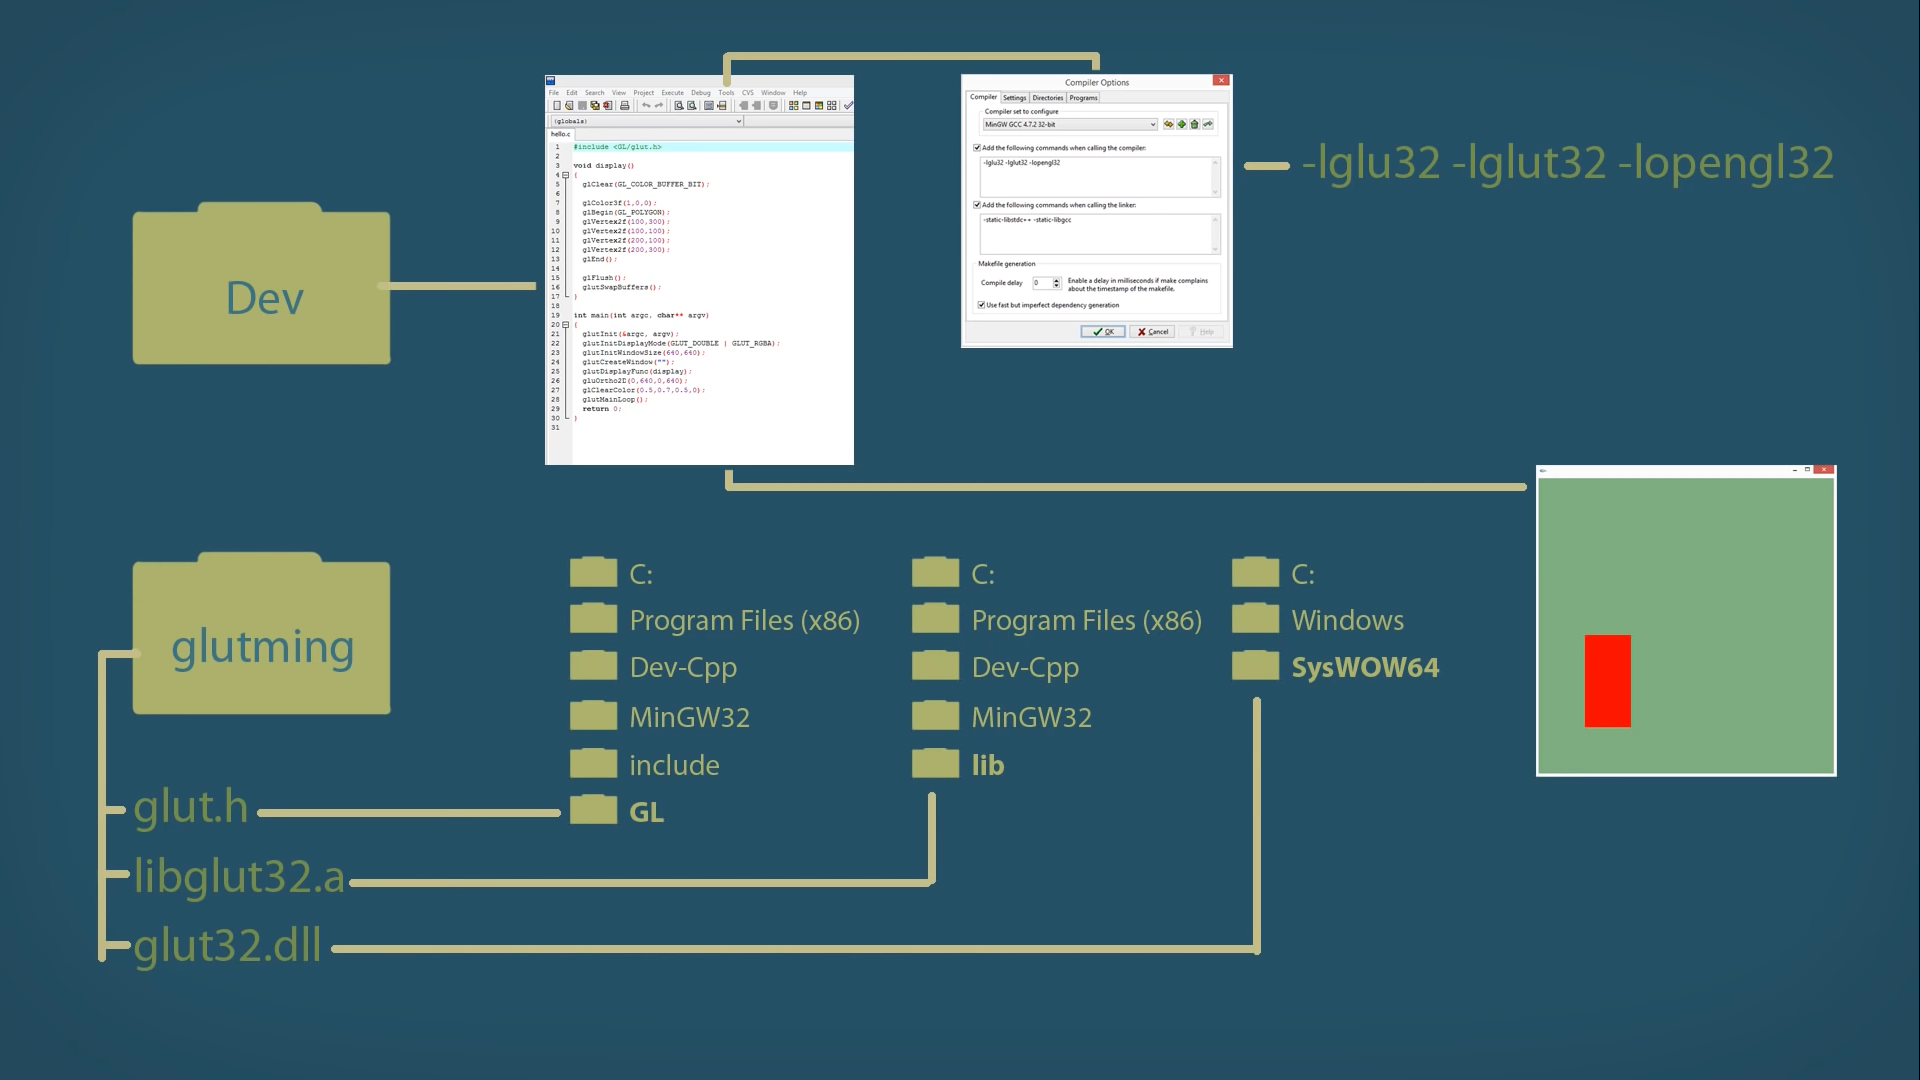 Dev
File Edit Search View Project Execute Debug Tools CVS Window Help
(globals)
hello.c
1 #include <GL/glut.h>
2
3 void display()
4 {
5 glClear(GL_COLOR_BUFFER_BIT);
6
7 glColor3f(1,0,0);
8 glBegin(GL_POLYGON);
9 glVertex2f(100,300);
10 glVertex2f(100,100);
11 glVertex2f(200,100);
12 glVertex2f(200,300);
13 glEnd();
14
15 glFlush();
16 glutSwapBuffers();
17 }
18
19 int main(int argc, char** argv)
20 {
21 glutInit(&argc, argv);
22 glutInitDisplayMode(GLUT_DOUBLE | GLUT_RGBA);
23 glutInitWindowSize(640,640);
24 glutCreateWindow("");
25 glutDisplayFunc(display);
26 gluOrtho2D(0,640,0,640);
27 glClearColor(0.5,0.7,0.5,0);
28 glutMainLoop();
29 return 0;
30 }
31
Compiler Options
Compiler Settings Directories Programs
Compiler set to configure
MinGW GCC 4.7.2 32-bit
Add the following commands when calling the compiler:
-lglu32 -lglut32 -lopengl32
Add the following commands when calling the linker:
-static-libstdc++ -static-libgcc
Makefile generation
Compile delay 0 Enable a delay in milliseconds if make complains
about the timestamp of the makefile.
Use fast but imperfect dependency generation
OK Cancel Help
-lglu32 -lglut32 -lopengl32
glutming
glut.h
libglut32.a
glut32.dll
C:
Program Files (x86)
Dev-Cpp
MinGW32
include
GL
C:
Program Files (x86)
Dev-Cpp
MinGW32
lib
C:
Windows
SysWOW64